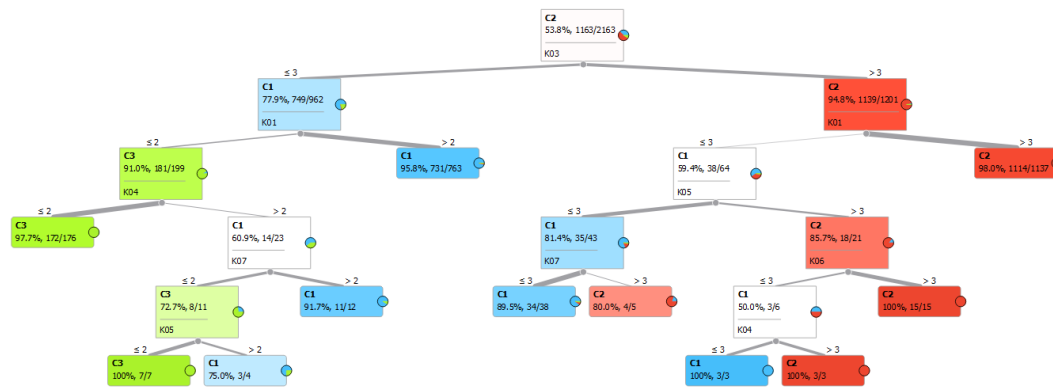 C2
53.8%, 1163/2163
K03
≤ 3
> 3
C1
77.9%, 749/962
K01
C2
94.8%, 1139/1201
K01
≤ 2
> 2
≤ 3
> 3
C3
91.0%, 181/199
K04
C1
95.8%, 731/763
C1
59.4%, 38/64
K05
C2
98.0%, 1114/1137
≤ 2
> 2
≤ 3
> 3
C3
97.7%, 172/176
C1
60.9%, 14/23
K07
C1
81.4%, 35/43
K07
C2
85.7%, 18/21
K06
≤ 2
> 2
≤ 3
> 3
≤ 3
> 3
C3
72.7%, 8/11
K05
C1
91.7%, 11/12
C1
89.5%, 34/38
C2
80.0%, 4/5
C1
50.0%, 3/6
K04
C2
100%, 15/15
≤ 2
> 2
≤ 3
> 3
C3
100%, 7/7
C1
75.0%, 3/4
C1
100%, 3/3
C2
100%, 3/3